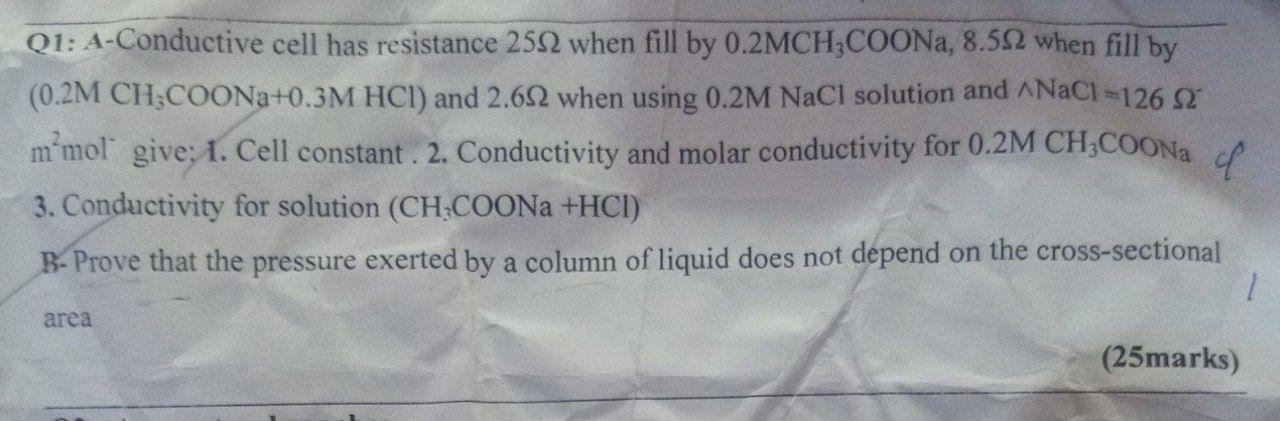 Q1: A-Conductive cell has resistance 25Ω when fill by 0.2MCH₃COONa, 8.5Ω when fill by
(0.2M CH₃COONa+0.3M HCl) and 2.6Ω when using 0.2M NaCl solution and ^NaCl=126 Ω⁻
m²mol⁻ give: 1. Cell constant . 2. Conductivity and molar conductivity for 0.2M CH₃COONa
3. Conductivity for solution (CH₃COONa +HCl)
B- Prove that the pressure exerted by a column of liquid does not depend on the cross-sectional
area
(25marks)